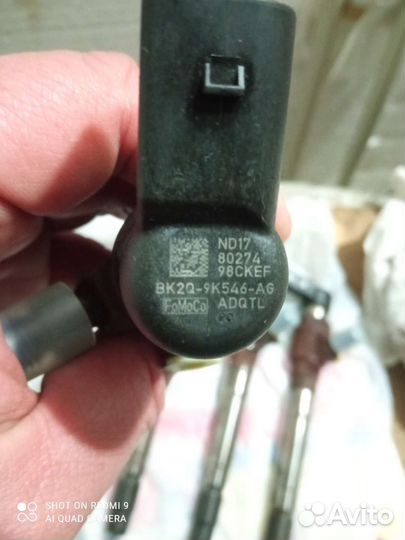 ND17
80274
98CKEF
BK2Q-9K546-AG
FoMoCo ADQTL
SHOT ON REDMI 9
AI QUAD CAMERA
Avito